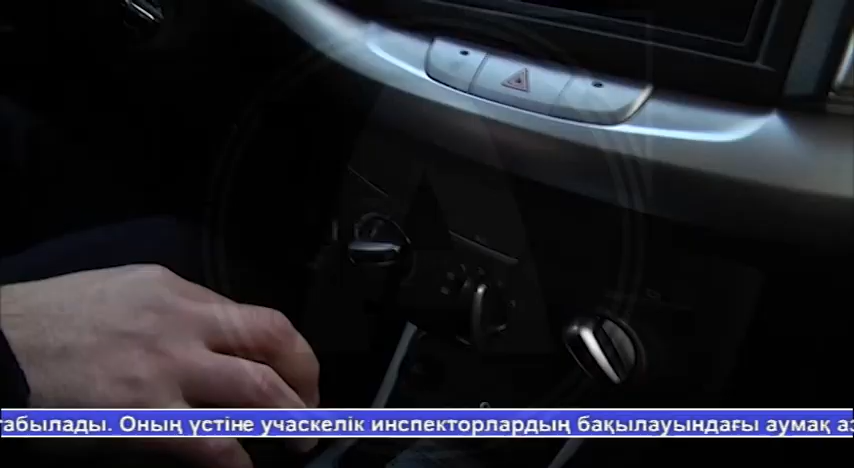 табылады. Оның үстіне учаскелік инспекторлардың бақылауындағы аумақ